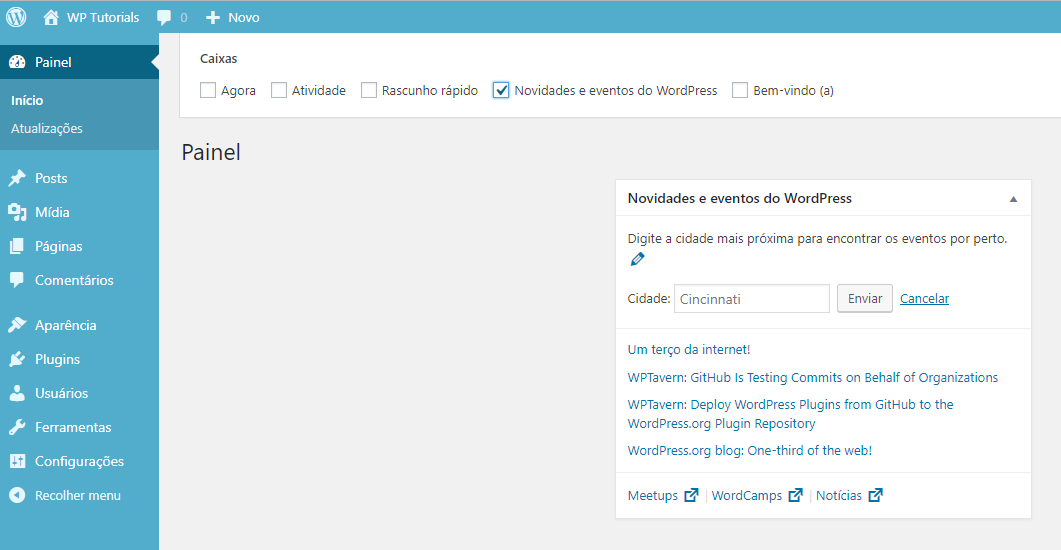 WP Tutorials 0 Novo
Painel
Início
Atualizações
Posts
Mídia
Páginas
Comentários
Aparência
Plugins
Usuários
Ferramentas
Configurações
Recolher menu
Caixas
Agora Atividade Rascunho rápido Novidades e eventos do WordPress Bem-vindo (a)
Painel
Novidades e eventos do WordPress
Digite a cidade mais próxima para encontrar os eventos por perto.
Cidade: Cincinnati Enviar Cancelar
Um terço da internet!
WPTavern: GitHub Is Testing Commits on Behalf of Organizations
WPTavern: Deploy WordPress Plugins from GitHub to the
WordPress.org Plugin Repository
WordPress.org blog: One-third of the web!
Meetups | WordCamps | Notícias